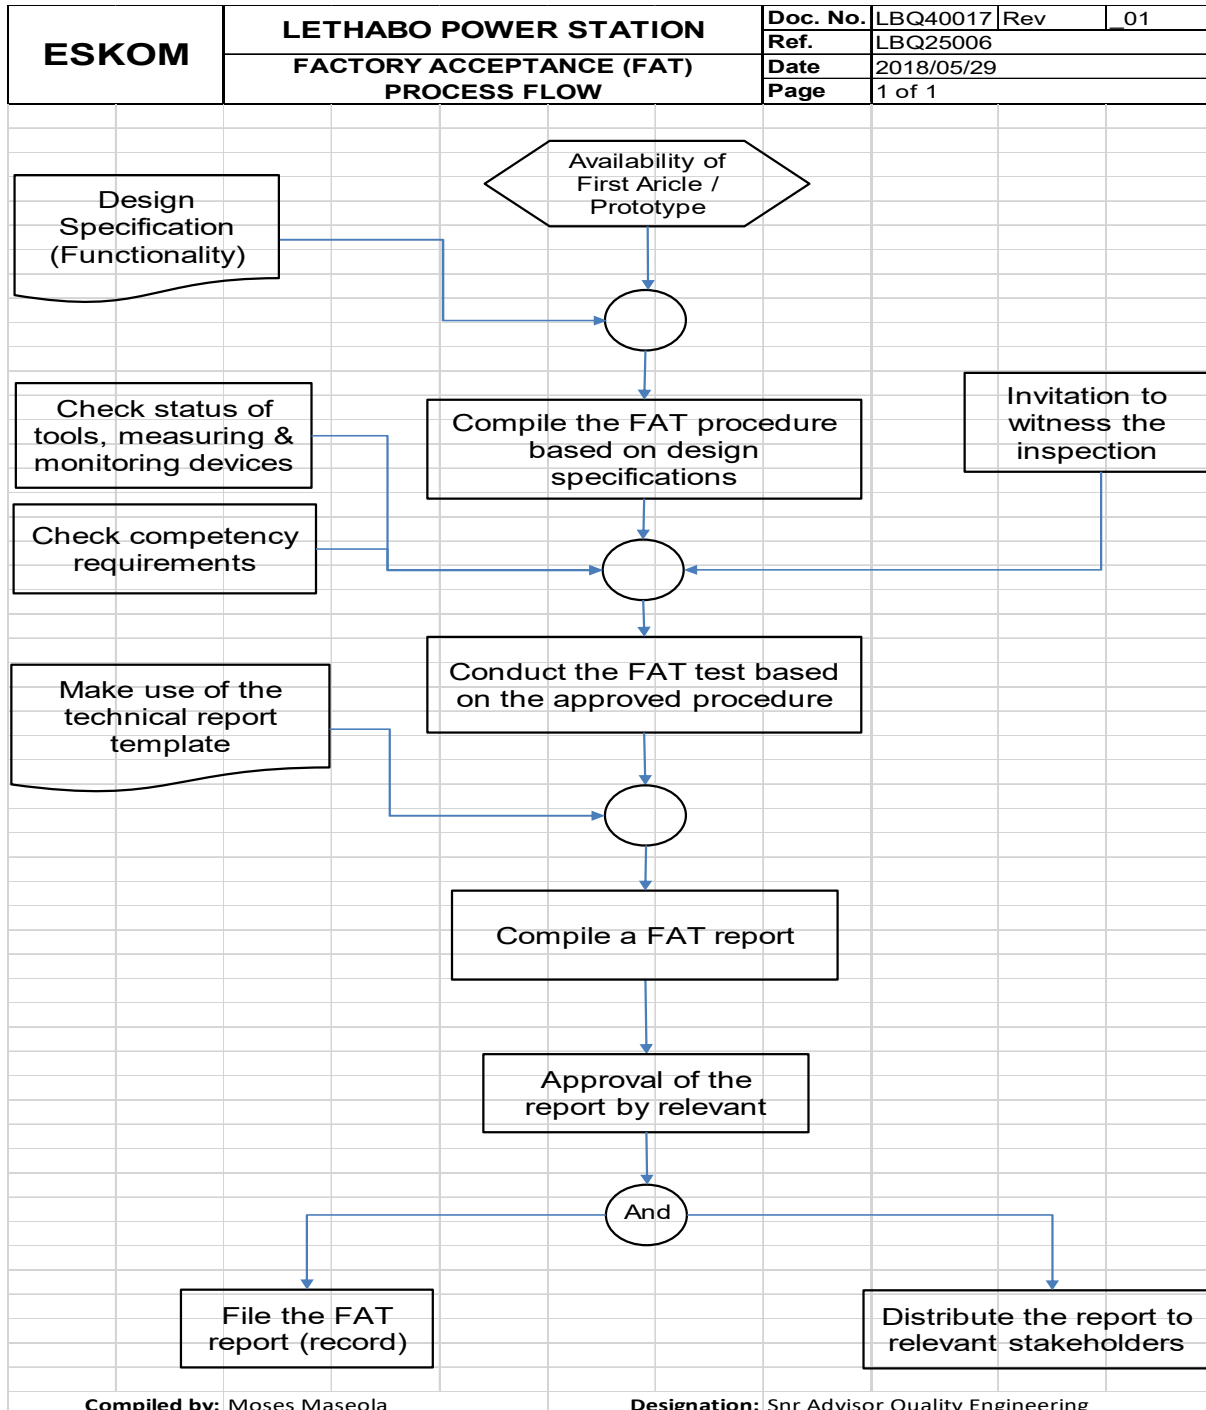 ESKOM
LETHABO POWER STATION
FACTORY ACCEPTANCE (FAT)
PROCESS FLOW
Doc. No. LBQ40017 Rev _01
Ref. LBQ25006
Date 2018/05/29
Page 1 of 1
Availability of
First Aricle /
Prototype
Design
Specification
(Functionality)
Check status of
tools, measuring &
monitoring devices
Compile the FAT procedure
based on design
specifications
Invitation to
witness the
inspection
Check competency
requirements
Conduct the FAT test based
on the approved procedure
Make use of the
technical report
template
Compile a FAT report
Approval of the
report by relevant
And
File the FAT
report (record)
Distribute the report to
relevant stakeholders
Compiled by: Moses Maseola Designation: Snr Advisor Quality Engineering